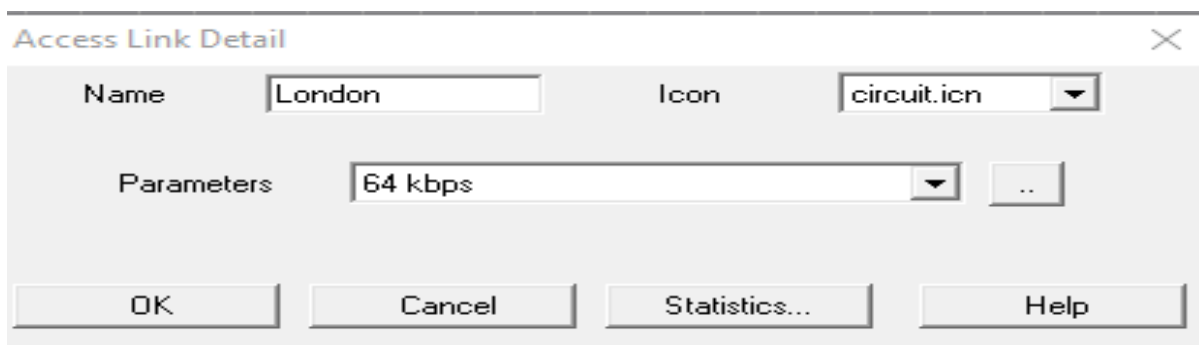 Access Link Detail
Name London Icon circuit.icn
Parameters 64 kbps ..
OK Cancel Statistics... Help